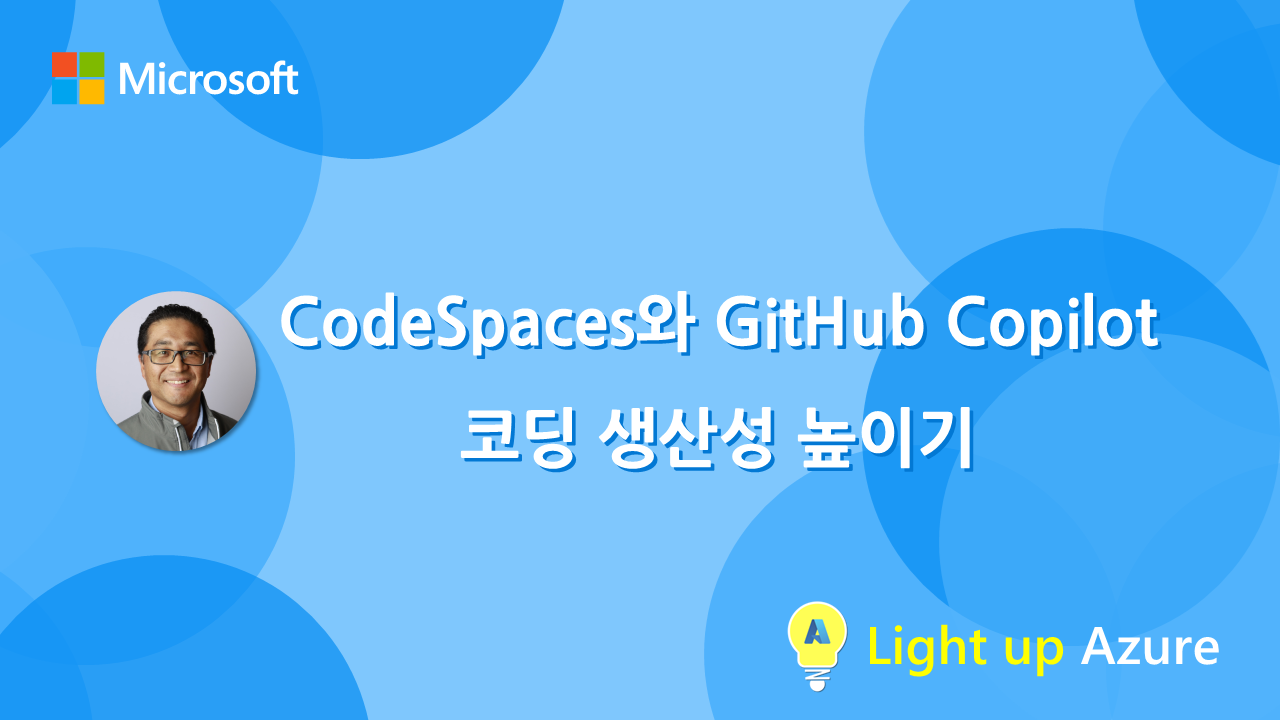 Microsoft
CodeSpaces와 GitHub Copilot
코딩 생산성 높이기
Light up Azure